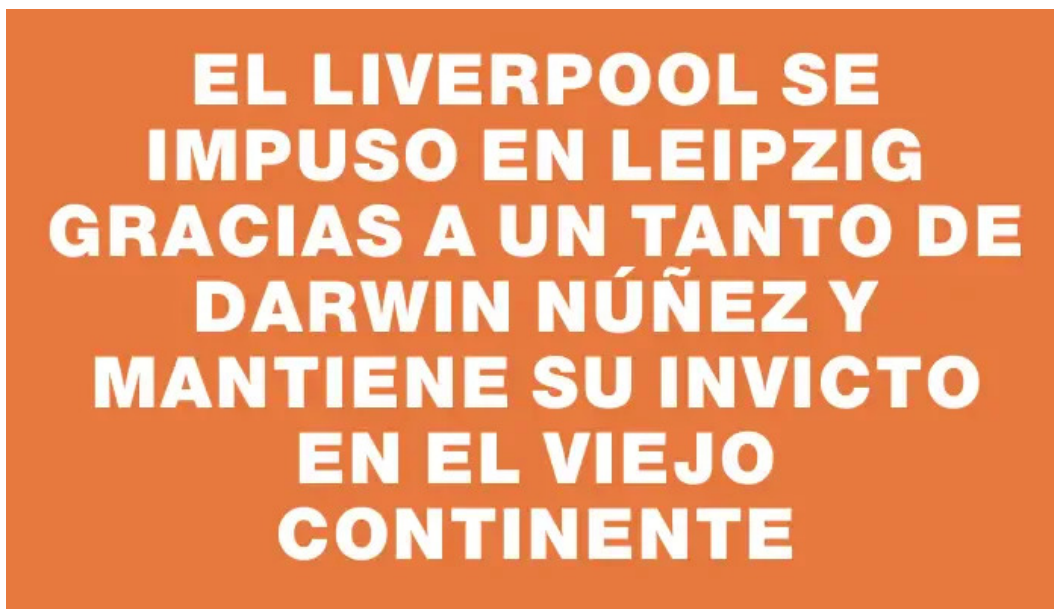 EL LIVERPOOL SE
IMPUSO EN LEIPZIG
GRACIAS A UN TANTO DE
DARWIN NÚÑEZ Y
MANTIENE SU INVICTO
EN EL VIEJO
CONTINENTE